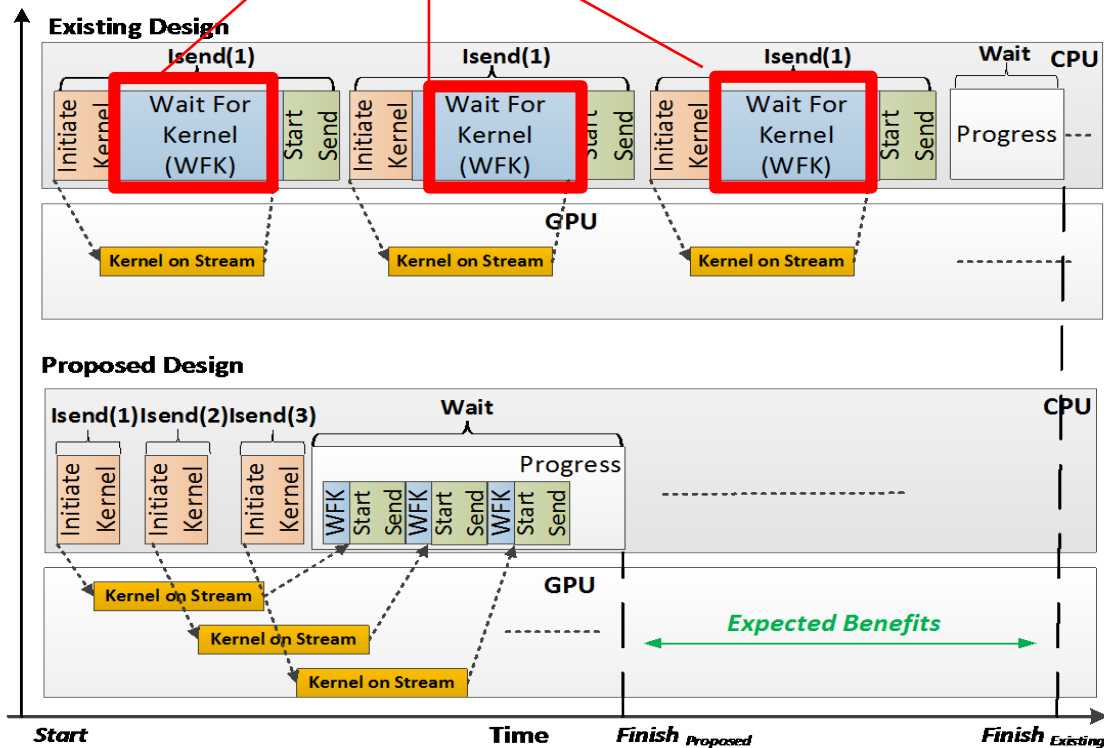 Existing Design
Isend(1)
Isend(1)
Isend(1)
Wait
CPU
Initiate
Kernel
Wait For
Kernel
(WFK)
Start
Send
Initiate
Kernel
Wait For
Kernel
(WFK)
Start
Send
Initiate
Kernel
Wait For
Kernel
(WFK)
Start
Send
Progress
GPU
Kernel on Stream
Kernel on Stream
Kernel on Stream
Proposed Design
CPU
Isend(1)
Isend(2)
Isend(3)
Wait
Initiate
Kernel
Initiate
Kernel
Initiate
Kernel
Progress
WFK
Start
Send
WFK
Start
Send
WFK
Start
Send
GPU
Kernel on Stream
Kernel on Stream
Kernel on Stream
Expected Benefits
Start
Time
Finish Proposed
Finish Existing